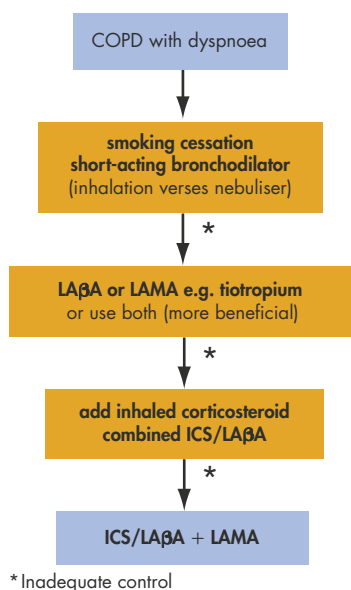 COPD with dyspnoea
smoking cessation
short-acting bronchodilator
(inhalation verses nebuliser)
*
LAβA or LAMA e.g. tiotropium
or use both (more beneficial)
*
add inhaled corticosteroid
combined ICS/LAβA
*
ICS/LAβA + LAMA
* Inadequate control